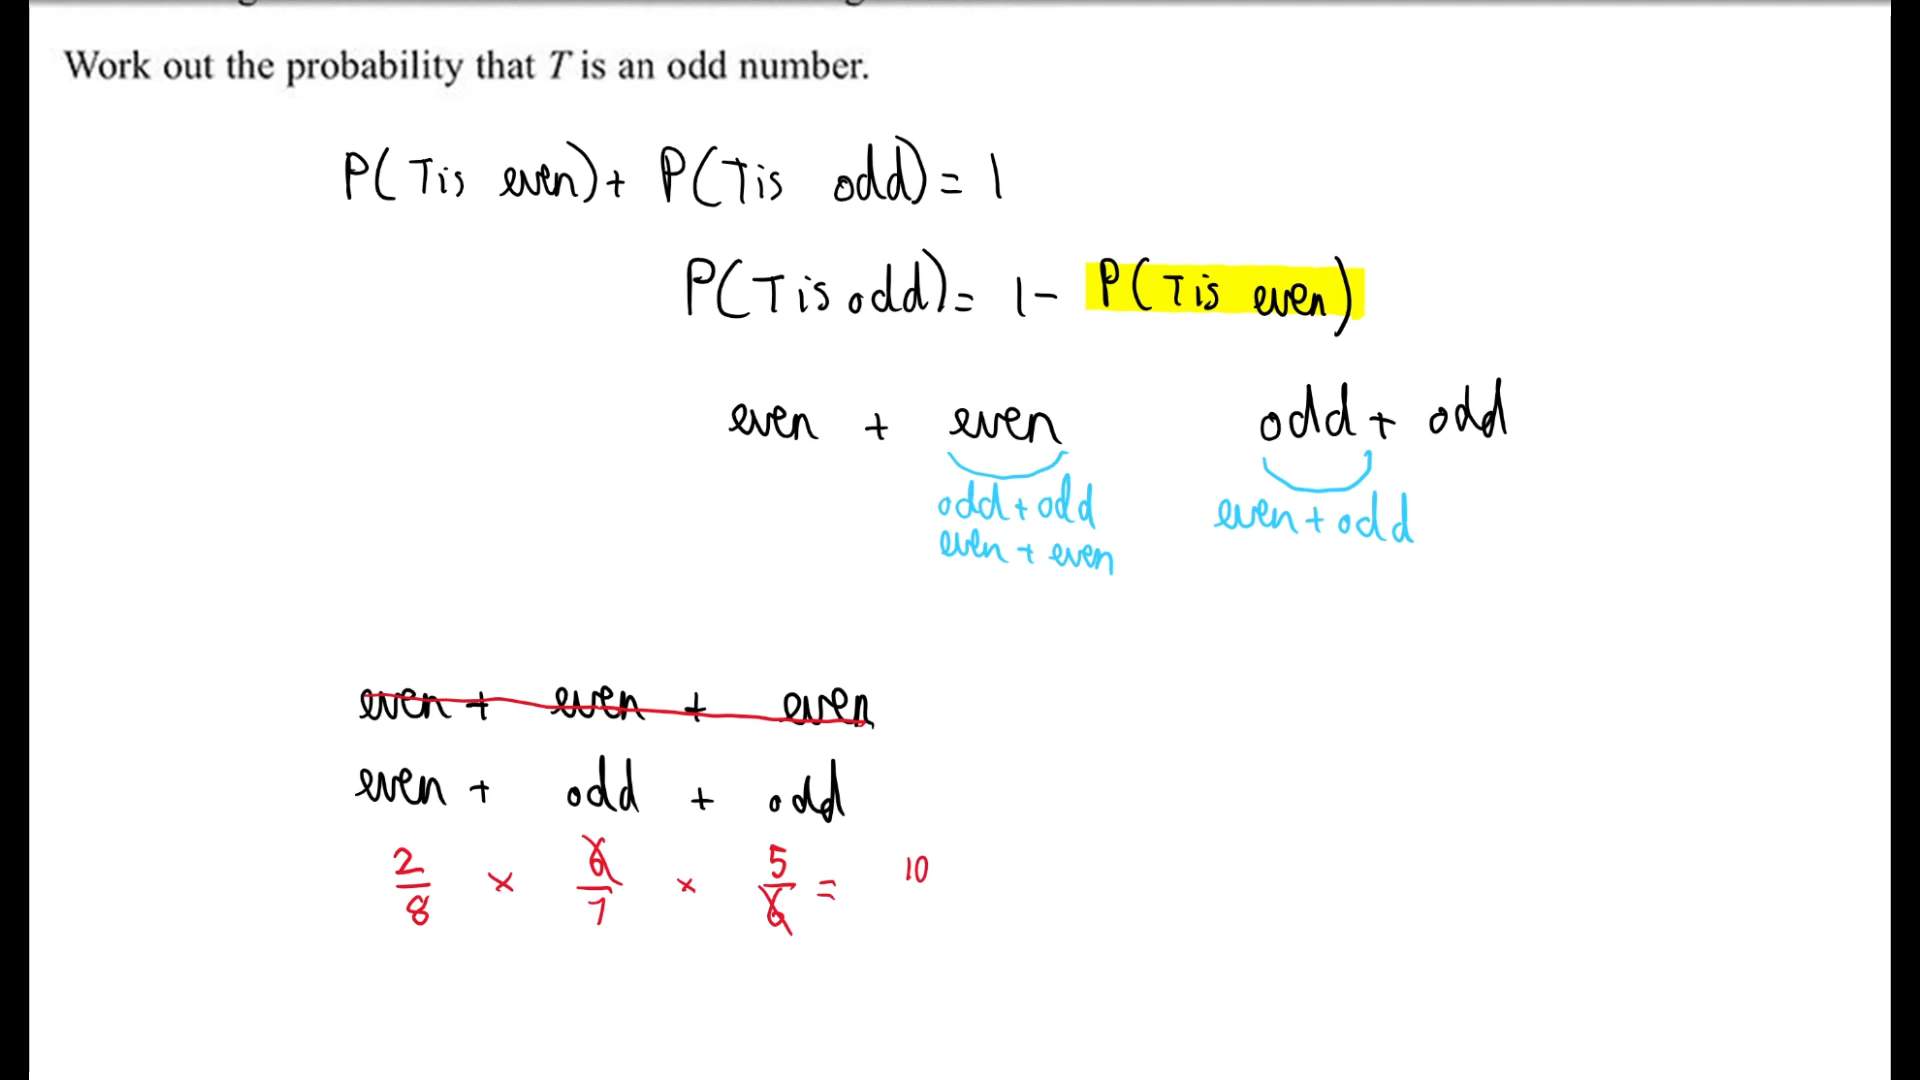 Work out the probability that T is an odd number.
P(T is even) + P(T is odd) = 1
P(T is odd) = 1 - P(T is even)
even + even odd + odd
odd + odd even + odd
even + even
even + even + even
even + odd + odd
2/8 × 6/7 × 5/6 = 10